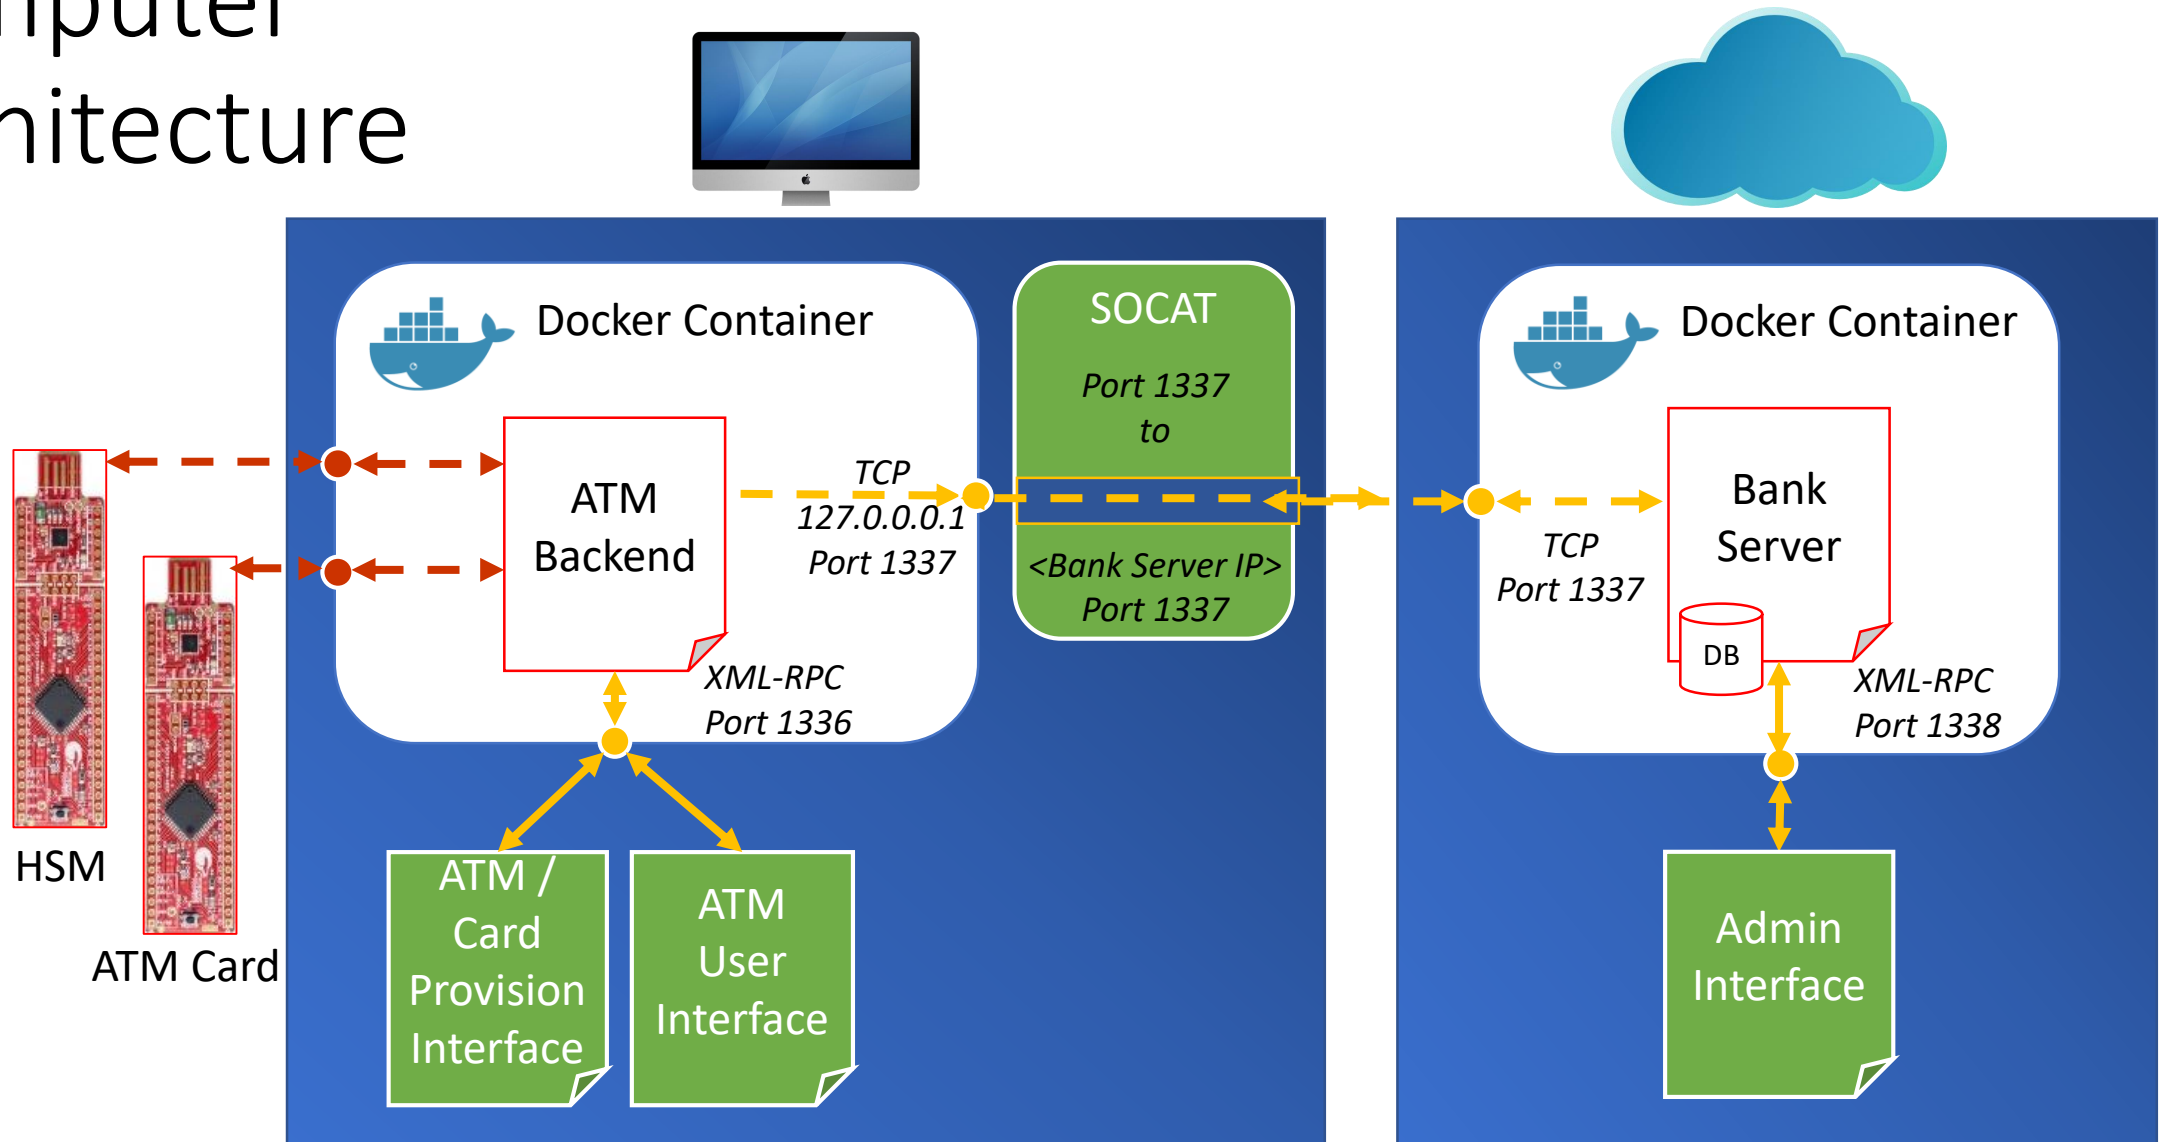 hitecture
Docker Container
ATM
Backend
TCP
127.0.0.0.1
Port 1337
XML-RPC
Port 1336
SOCAT
Port 1337
to
<Bank Server IP>
Port 1337
Docker Container
TCP
Port 1337
Bank
Server
DB
XML-RPC
Port 1338
HSM
ATM Card
ATM /
Card
Provision
Interface
ATM
User
Interface
Admin
Interface